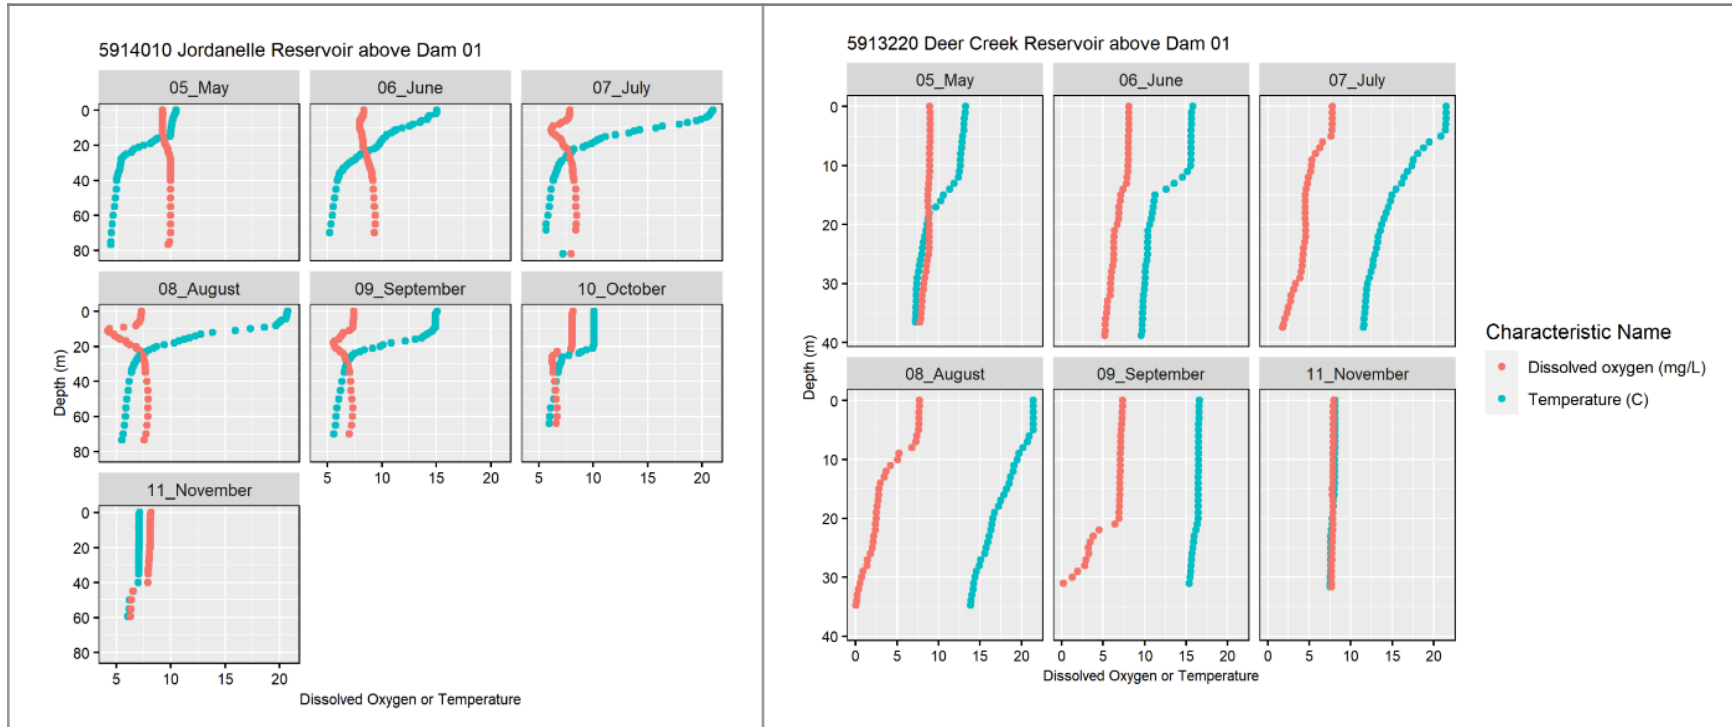 5914010 Jordanelle Reservoir above Dam 01
05_May
06_June
07_July
0
20
40
60
80
08_August
09_September
10_October
0
20
40
60
80
5 10 15 20
5 10 15 20
11_November
0
20
40
60
80
5 10 15 20
Depth (m)
Dissolved Oxygen or Temperature
5913220 Deer Creek Reservoir above Dam 01
05_May
06_June
07_July
0
10
20
30
40
08_August
09_September
11_November
0
10
20
30
40
0 5 10 15 20
0 5 10 15 20
0 5 10 15 20
Depth (m)
Dissolved Oxygen or Temperature
Characteristic Name
Dissolved oxygen (mg/L)
Temperature (C)